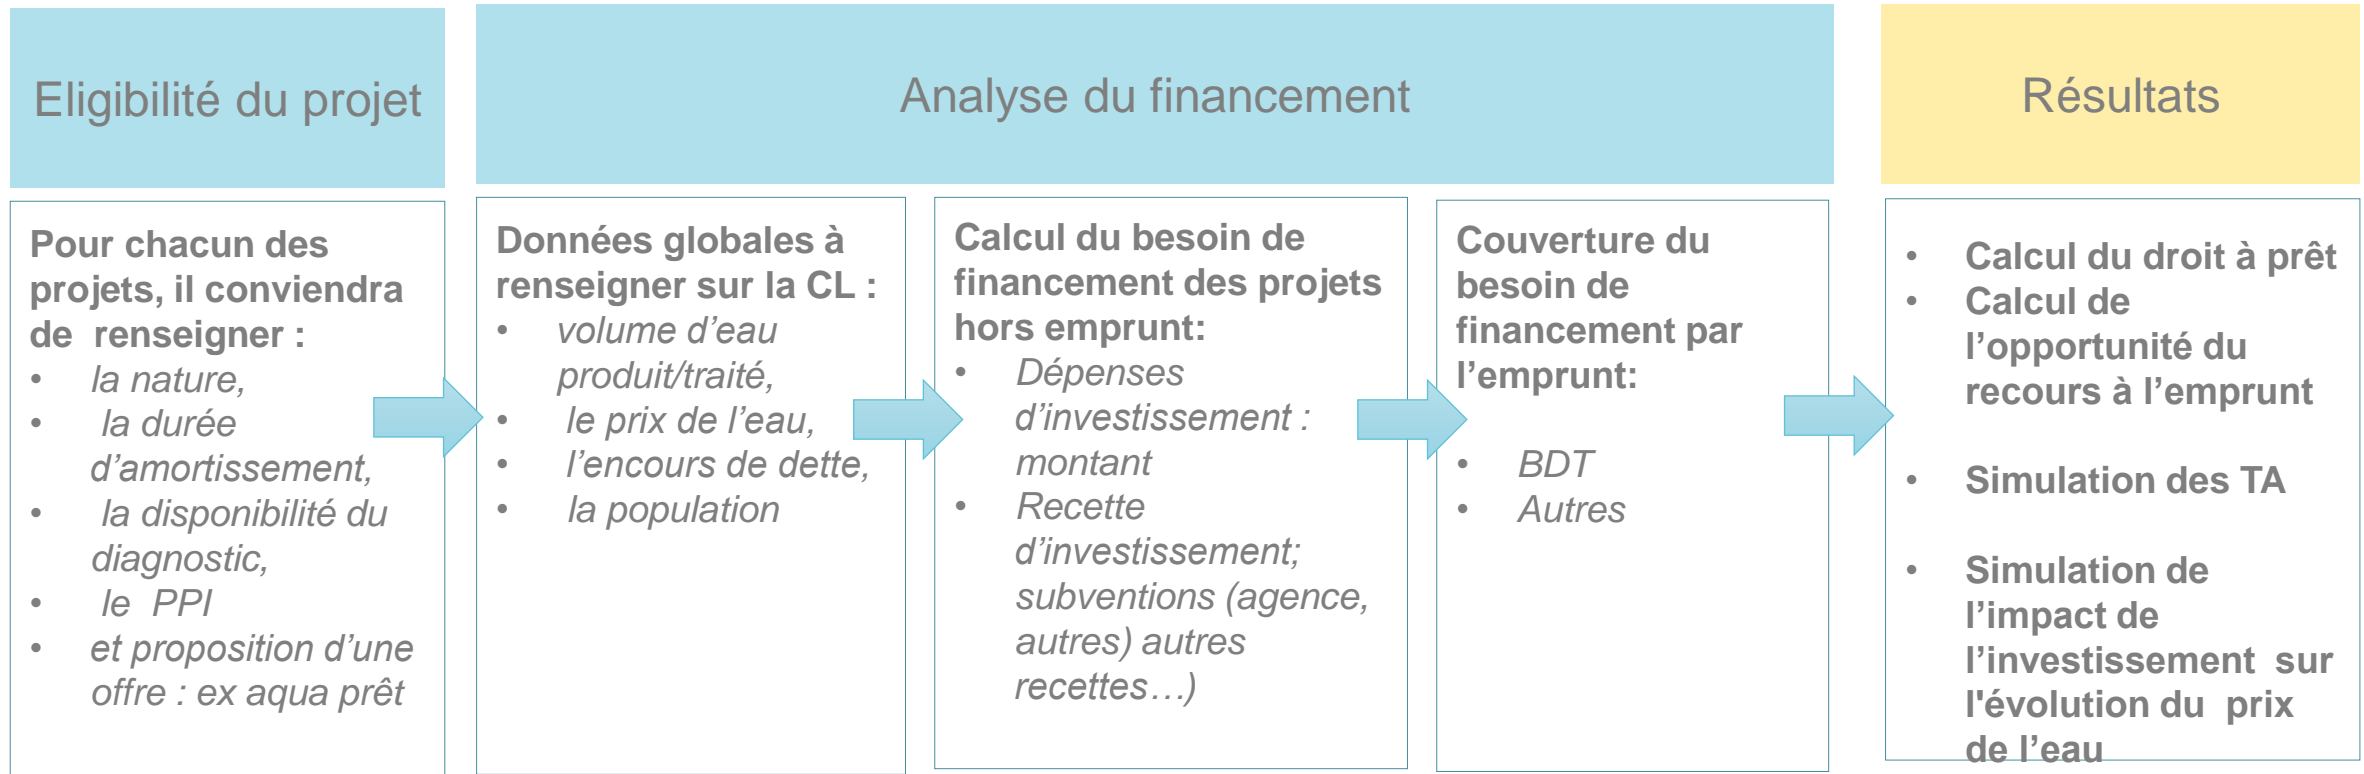 Eligibilité du projet
Analyse du financement
Résultats
Pour chacun des
projets, il conviendra
de renseigner :
• la nature,
• la durée
d’amortissement,
• la disponibilité du
diagnostic,
• le PPI
• et proposition d’une
offre : ex aqua prêt
Données globales à
renseigner sur la CL :
• volume d’eau
produit/traité,
• le prix de l’eau,
• l’encours de dette,
• la population
Calcul du besoin de
financement des projets
hors emprunt:
• Dépenses
d’investissement :
montant
• Recette
d’investissement;
subventions (agence,
autres) autres
recettes…)
Couverture du
besoin de
financement par
l’emprunt:
• BDT
• Autres
• Calcul du droit à prêt
• Calcul de
l’opportunité du
recours à l’emprunt
• Simulation des TA
• Simulation de
l’impact de
l’investissement sur
l'évolution du prix
de l’eau